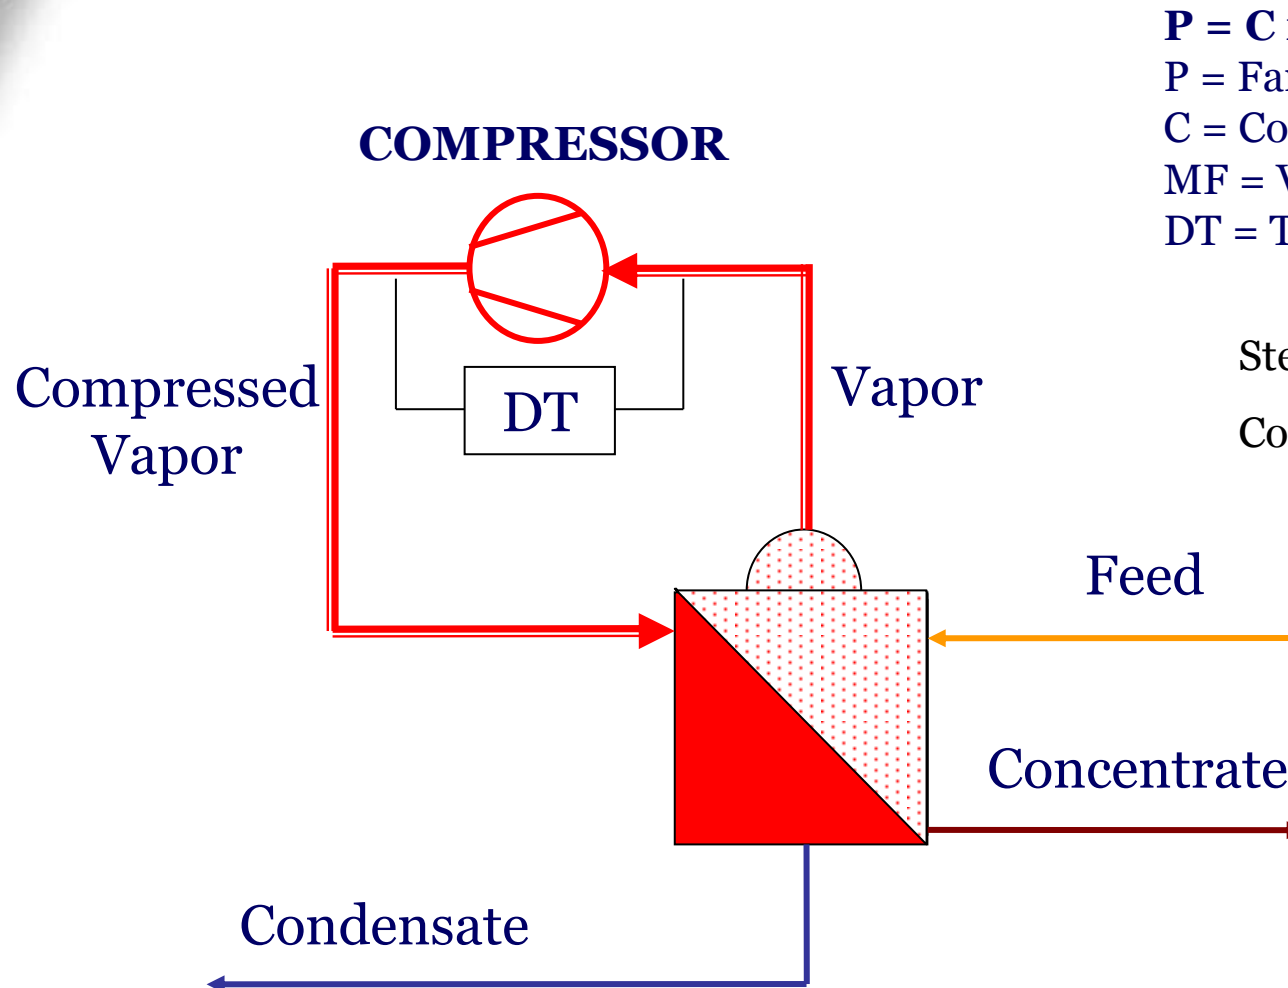 P = C
P = Fa
C = Co
MF =
DT = T
COMPRESSOR
Compressed
Vapor
DT
Vapor
Ste
Co
Feed
Concentrate
Condensate